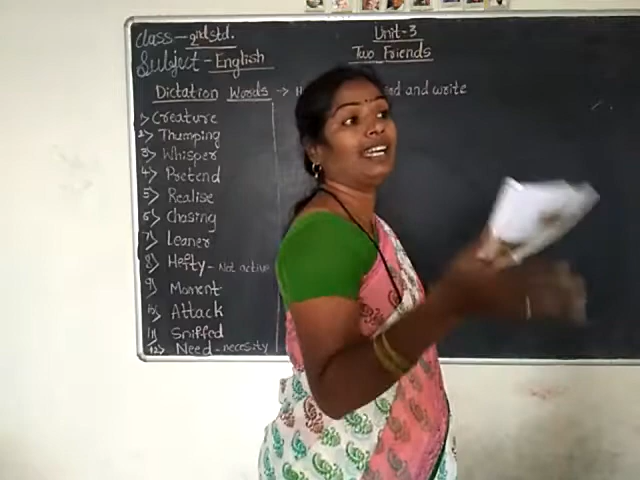 Class - 3rd Std.
Unit-3
Subject - English
Two Friends
Dictation Words -> H and write
1> Creature
2> Thumping
3> Whisper
4> Pretend
5> Realise
6> Chasing
7> Leaner
8> Hefty - Not active
9> Moment
10> Attack
11> Sniffed
12> Need - necesity